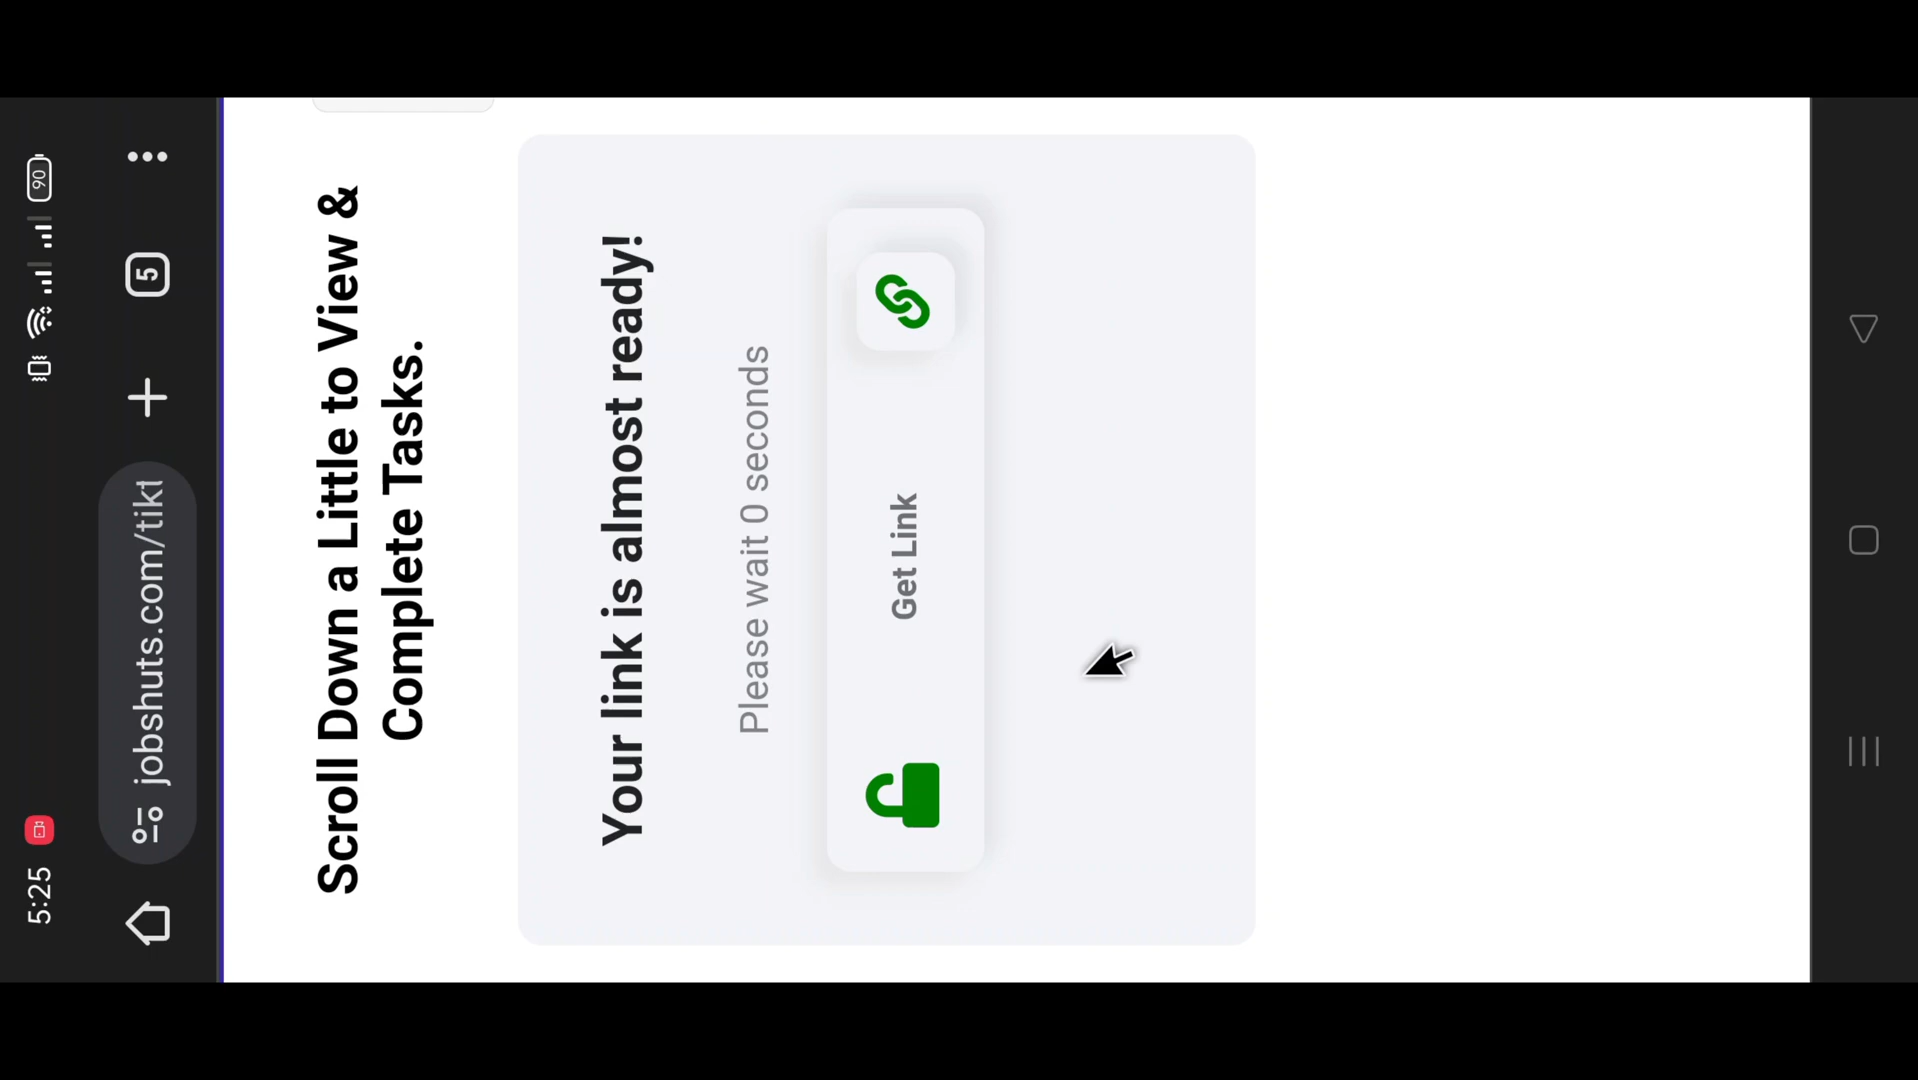 5:25
90
jobshuts.com/tikt
5
Scroll Down a Little to View &
Complete Tasks.
Your link is almost ready!
Please wait 0 seconds
Get Link